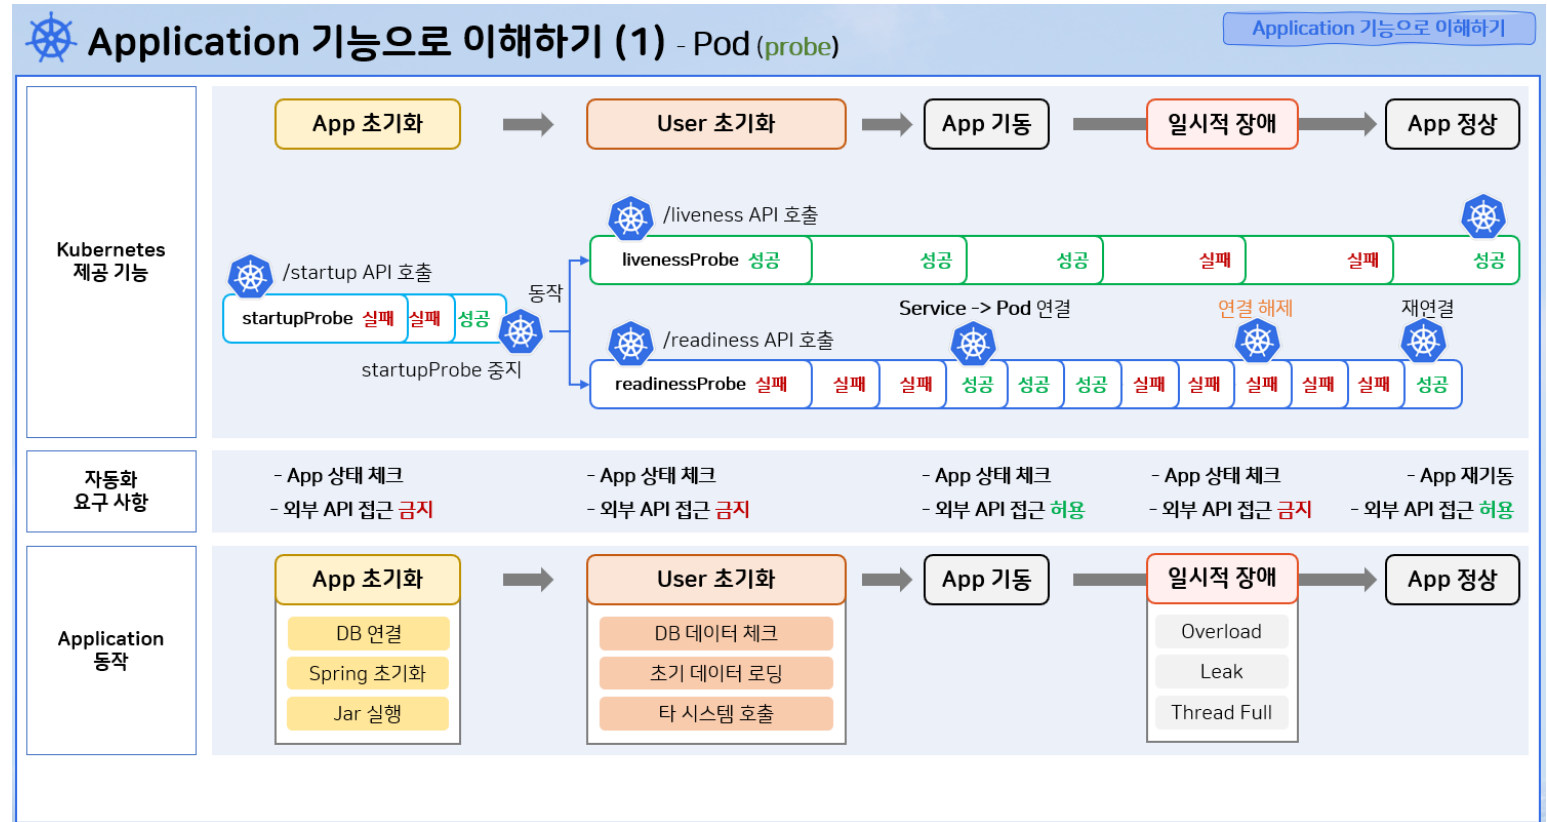 Application 기능으로 이해하기 (1) - Pod (probe)
Application 기능으로 이해하기
Kubernetes
제공 기능
App 초기화
User 초기화
App 기동
일시적 장애
App 정상
/liveness API 호출
livenessProbe 성공
성공
성공
실패
실패
성공
/startup API 호출
startupProbe 실패
실패
성공
startupProbe 중지
동작
Service -> Pod 연결
연결 해제
재연결
/readiness API 호출
readinessProbe 실패
실패
실패
성공
성공
성공
실패
실패
실패
실패
실패
성공
자동화
요구 사항
- App 상태 체크
- 외부 API 접근 금지
- App 상태 체크
- 외부 API 접근 금지
- App 상태 체크
- 외부 API 접근 허용
- App 상태 체크
- 외부 API 접근 금지
- App 재기동
- 외부 API 접근 허용
Application
동작
App 초기화
DB 연결
Spring 초기화
Jar 실행
User 초기화
DB 데이터 체크
초기 데이터 로딩
타 시스템 호출
App 기동
일시적 장애
Overload
Leak
Thread Full
App 정상